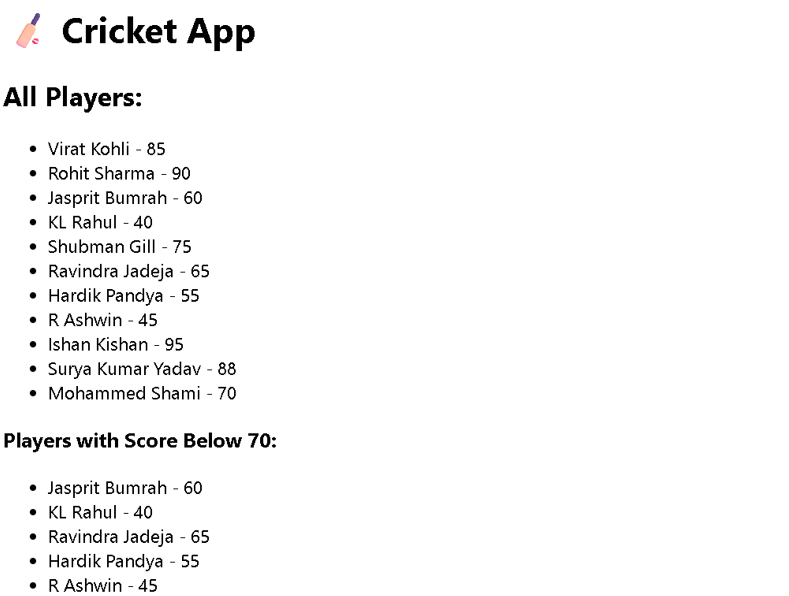 Cricket App
All Players:
Virat Kohli - 85
Rohit Sharma - 90
Jasprit Bumrah - 60
KL Rahul - 40
Shubman Gill - 75
Ravindra Jadeja - 65
Hardik Pandya - 55
R Ashwin - 45
Ishan Kishan - 95
Surya Kumar Yadav - 88
Mohammed Shami - 70
Players with Score Below 70:
Jasprit Bumrah - 60
KL Rahul - 40
Ravindra Jadeja - 65
Hardik Pandya - 55
R Ashwin - 45